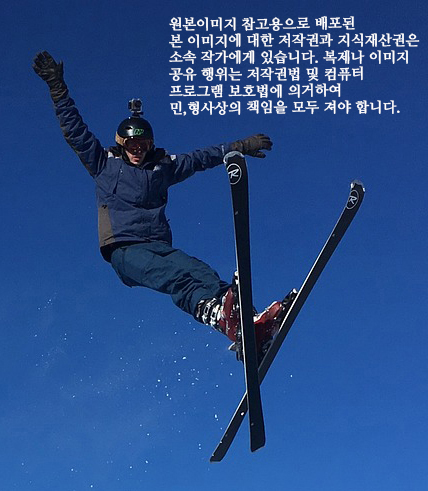 원본이미지 참고용으로 배포된
본 이미지에 대한 저작권과 지식재산권은
소속 작가에게 있습니다. 복제나 이미지
공유 행위는 저작권법 및 컴퓨터
프로그램 보호법에 의거하여
민,형사상의 책임을 모두 져야 합니다.
R
R